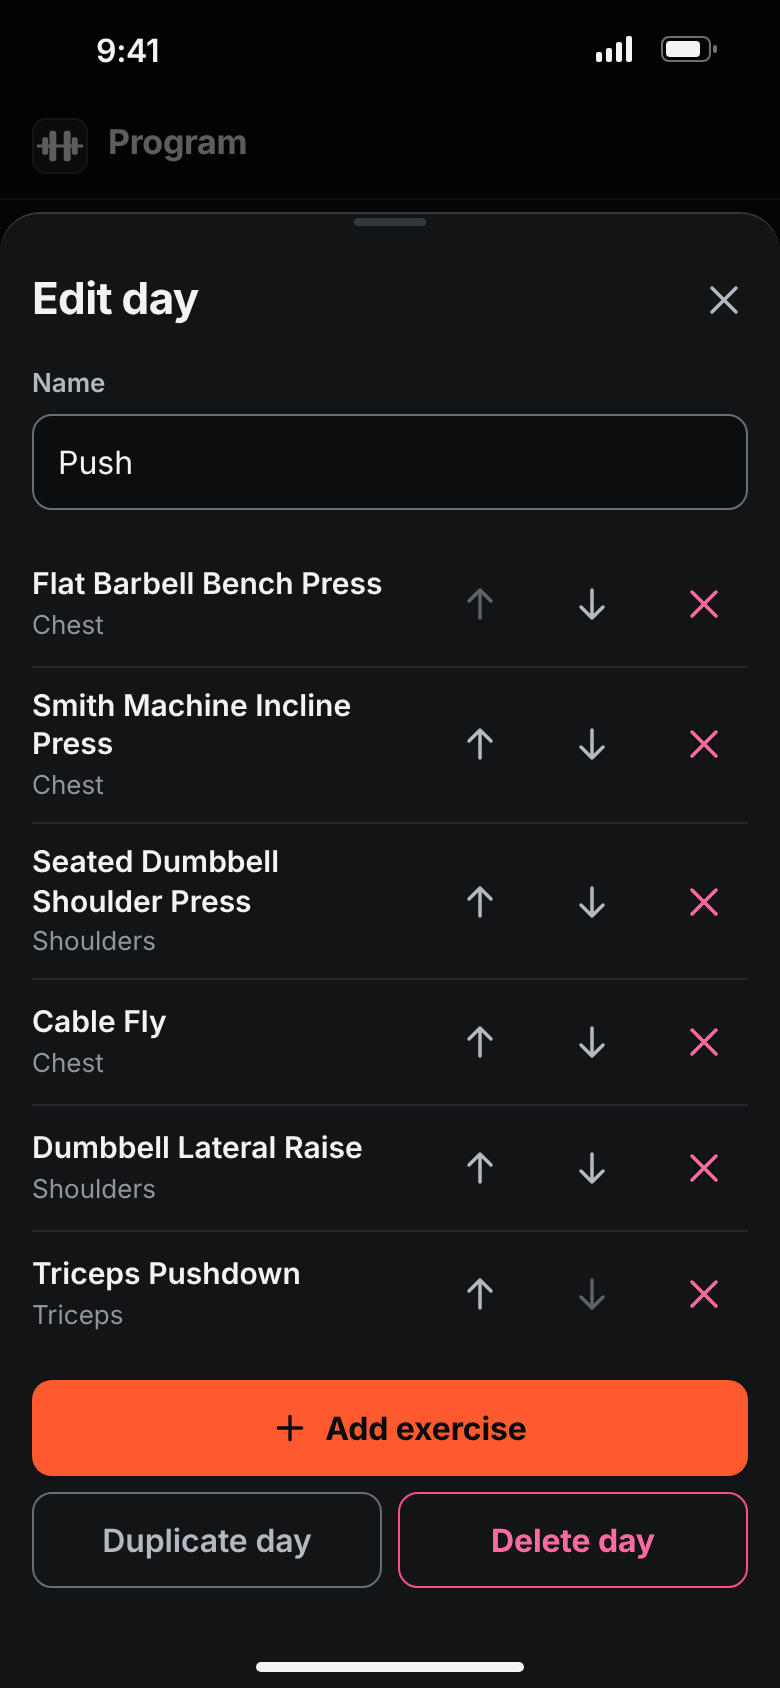 9:41
Program
Edit day
Name
Push
Flat Barbell Bench Press
Chest
Smith Machine Incline
Press
Chest
Seated Dumbbell
Shoulder Press
Shoulders
Cable Fly
Chest
Dumbbell Lateral Raise
Shoulders
Triceps Pushdown
Triceps
Add exercise
Duplicate day
Delete day